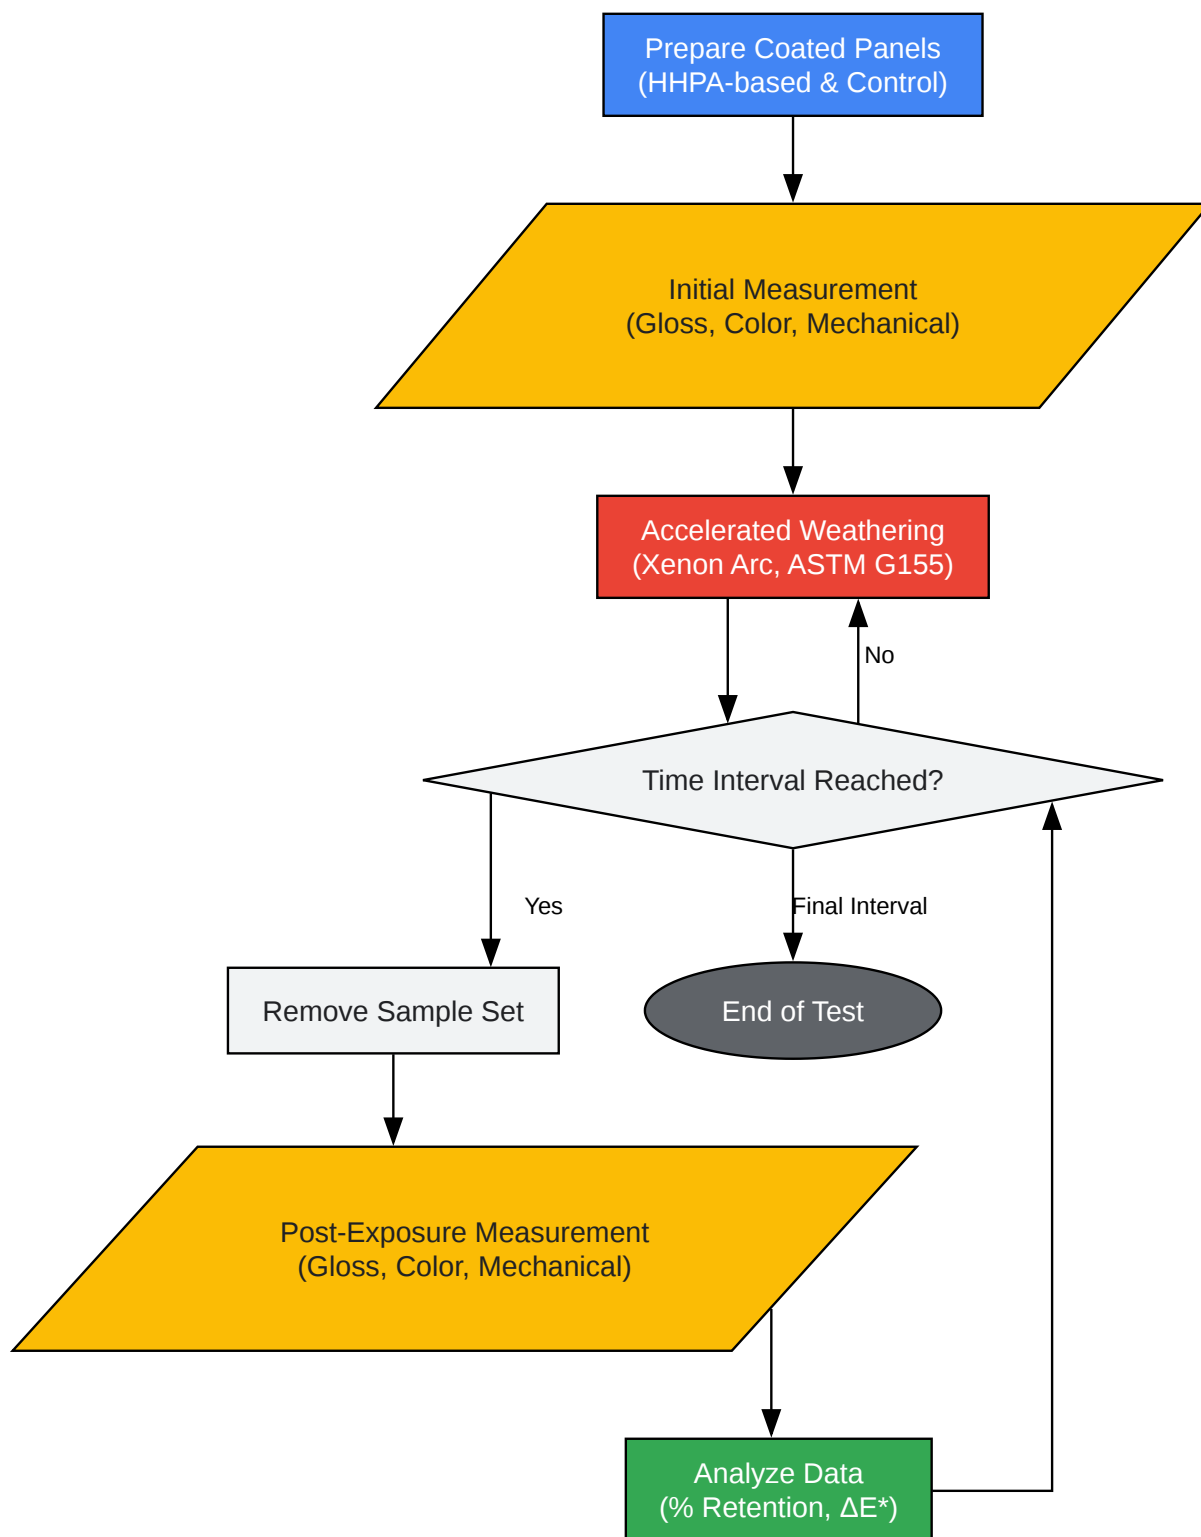 Prepare Coated Panels
(HHPA-based & Control)
Initial Measurement
(Gloss, Color, Mechanical)
Accelerated Weathering
(Xenon Arc, ASTM G155)
No
Time Interval Reached?
Yes
Final Interval
Remove Sample Set
End of Test
Post-Exposure Measurement
(Gloss, Color, Mechanical)
Analyze Data
(% Retention, ΔE*)